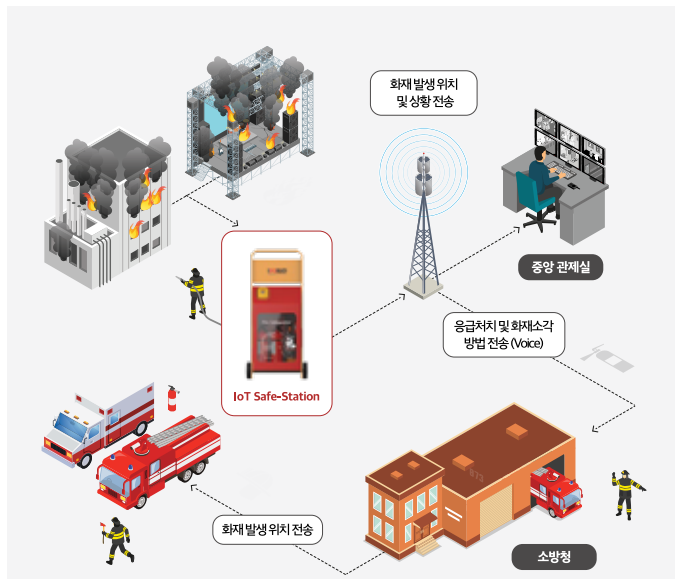 화재 발생 위치
및 상황 전송
중앙 관제실
응급처치 및 화재소각
방법 전송 (Voice)
IoT Safe-Station
화재 발생 위치 전송
소방청